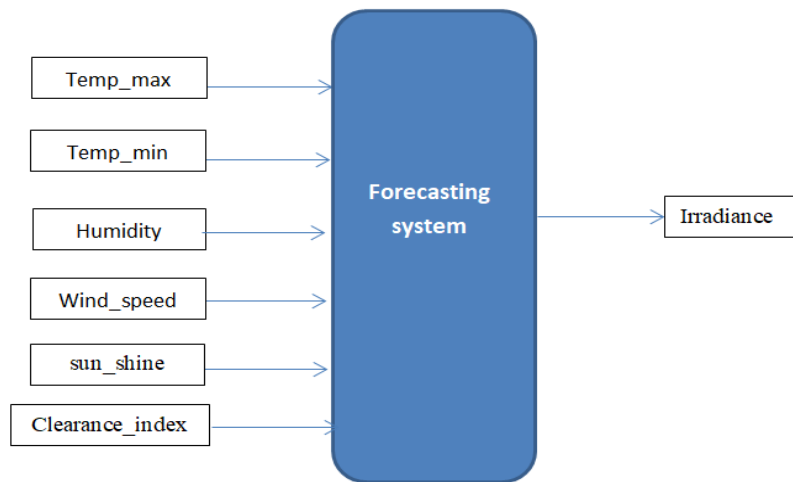 Temp_max
Temp_min
Humidity
Wind_speed
sun_shine
Clearance_index
Forecasting
system
Irradiance